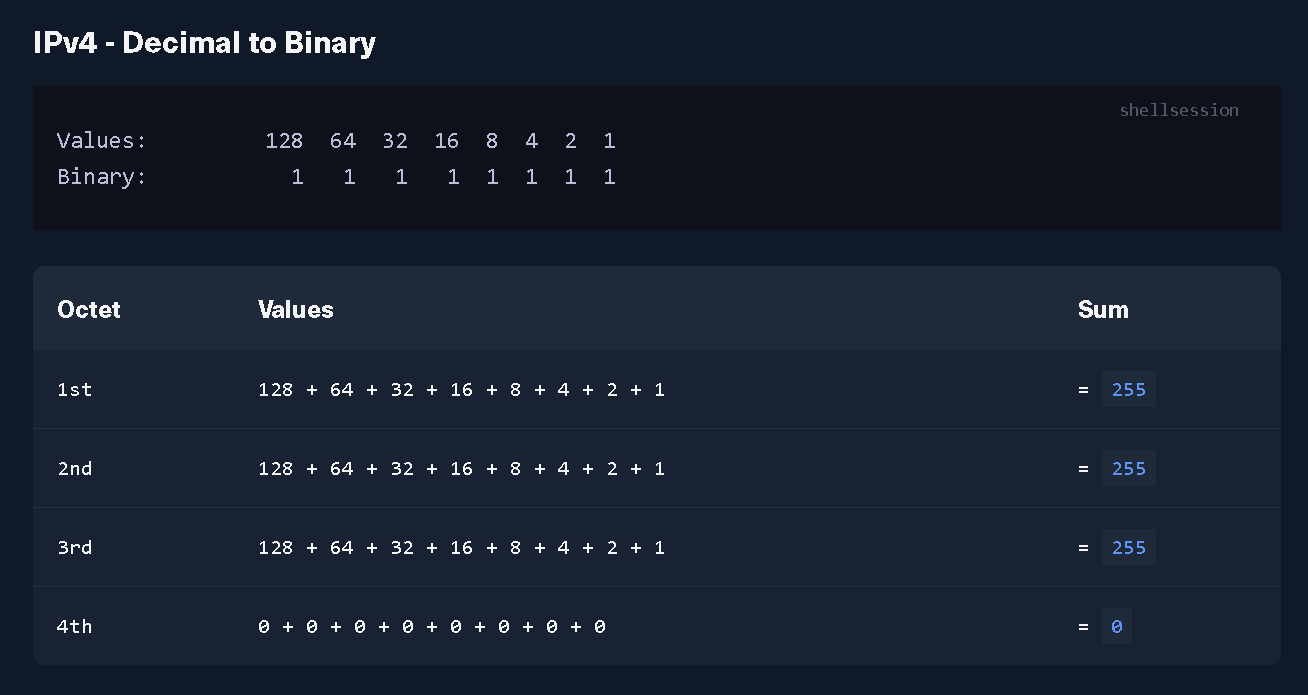 IPv4 - Decimal to Binary
shellsession
Values: 128 64 32 16 8 4 2 1
Binary: 1 1 1 1 1 1 1 1
Octet Values Sum
1st 128 + 64 + 32 + 16 + 8 + 4 + 2 + 1 = 255
2nd 128 + 64 + 32 + 16 + 8 + 4 + 2 + 1 = 255
3rd 128 + 64 + 32 + 16 + 8 + 4 + 2 + 1 = 255
4th 0 + 0 + 0 + 0 + 0 + 0 + 0 + 0 = 0